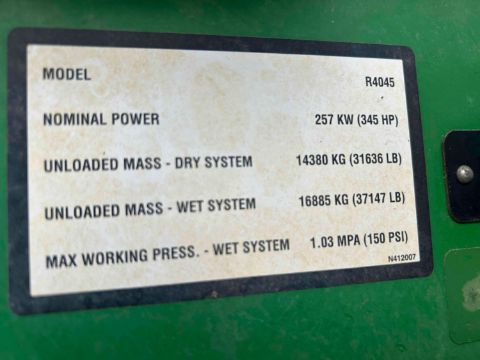 MODEL R4045
NOMINAL POWER 257 KW (345 HP)
UNLOADED MASS - DRY SYSTEM 14380 KG (31636 LB)
UNLOADED MASS - WET SYSTEM 16885 KG (37147 LB)
MAX WORKING PRESS. - WET SYSTEM 1.03 MPA (150 PSI)
N412007